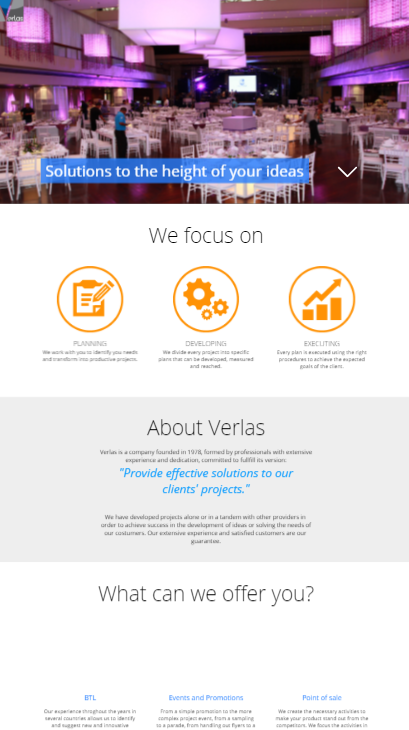 erlas
Solutions to the height of your ideas
We focus on
PLANNING
We work with you to identify you needs
and transform into productive projects.
DEVELOPING
We divide every project into specific
plans that can be developed, measured
and reached.
EXECUTING
Every plan is executed using the right
procedures to achieve the expected
goals of the client.
About Verlas
Verlas is a company founded in 1978, formed by professionals with extensive
experience and dedication, committed to fullfill its version:
"Provide effective solutions to our
clients' projects."
We have developed projects alone or in a tandem with other providers in
order to achieve success in the development of ideas or solving the needs of
our costumers. Our extensive experience and satisfied customers are our
guarantee.
What can we offer you?
BTL
Our experience throghout the years in
several countries allows us to identify
and suggest new and innovative
Events and Promotions
From a simple promotion to the more
complex project event, from a sampling
to a parade, from handing out flyers to a
Point of sale
We create the necessary activities to
make your product stand out from the
competitors. We focus the activities in